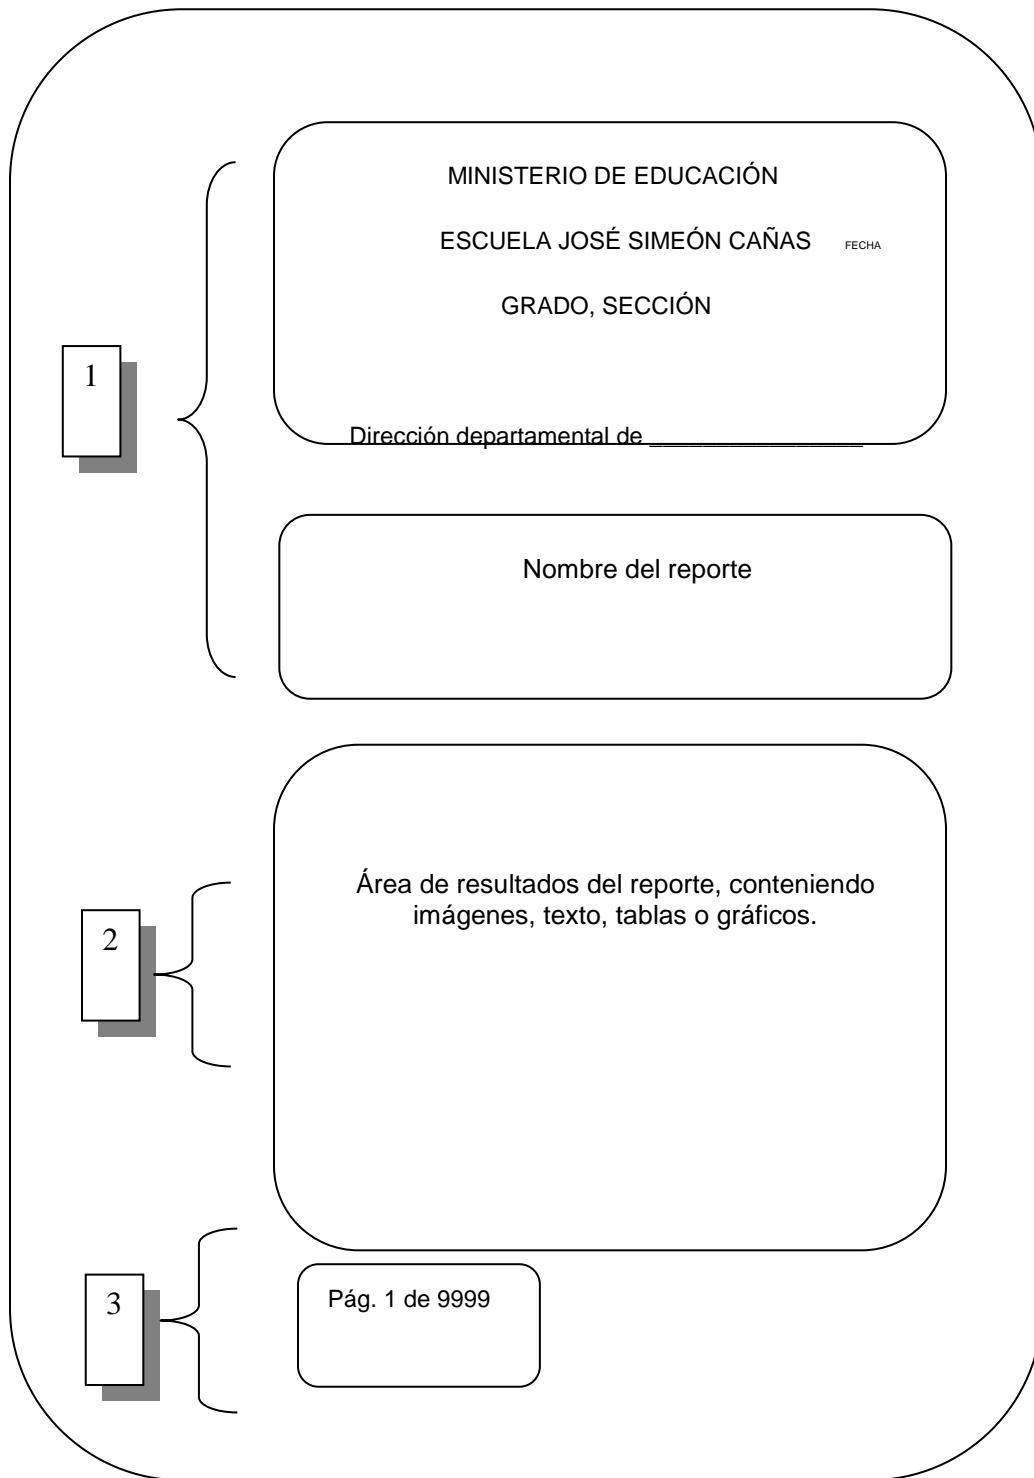 MINISTERIO DE EDUCACIÓN
ESCUELA JOSÉ SIMEÓN CAÑAS FECHA
GRADO, SECCIÓN
1
Dirección departamental de ________________
Nombre del reporte
Área de resultados del reporte, conteniendo
imágenes, texto, tablas o gráficos.
2
3
Pág. 1 de 9999